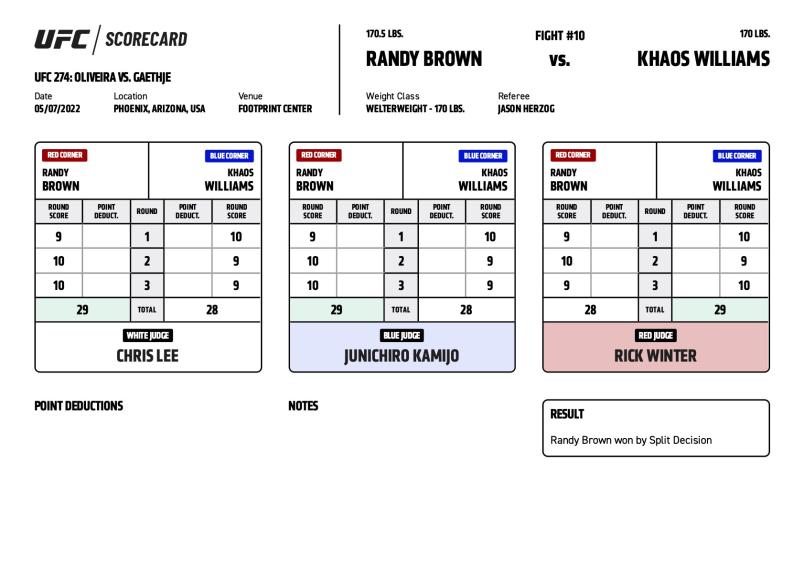 UFC / SCORECARD
UFC 274: OLIVEIRA VS. GAETHJE
Date Location Venue
05/07/2022 PHOENIX, ARIZONA, USA FOOTPRINT CENTER
170.5 LBS. FIGHT #10 170 LBS.
RANDY BROWN VS. KHAOS WILLIAMS
Weight Class Referee
WELTERWEIGHT - 170 LBS. JASON HERZOG
RED CORNER BLUE CORNER
RANDY KHAOS
BROWN WILLIAMS
ROUND POINT ROUND POINT ROUND
SCORE DEDUCT. DEDUCT. SCORE
9 1 10
10 2 9
10 3 9
29 TOTAL 28
WHITE JUDGE
CHRIS LEE
RED CORNER BLUE CORNER
RANDY KHAOS
BROWN WILLIAMS
ROUND POINT ROUND POINT ROUND
SCORE DEDUCT. DEDUCT. SCORE
9 1 10
10 2 9
10 3 9
29 TOTAL 28
BLUE JUDGE
JUNICHIRO KAMIJO
RED CORNER BLUE CORNER
RANDY KHAOS
BROWN WILLIAMS
ROUND POINT ROUND POINT ROUND
SCORE DEDUCT. DEDUCT. SCORE
9 1 10
10 2 9
9 3 10
28 TOTAL 29
RED JUDGE
RICK WINTER
POINT DEDUCTIONS
NOTES
RESULT
Randy Brown won by Split Decision